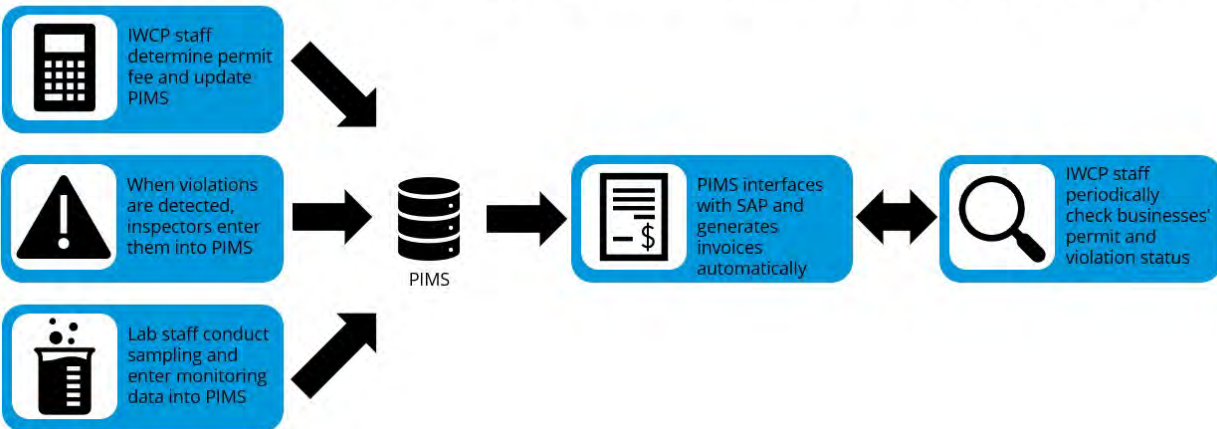 IWCP staff
determine permit
fee and update
PIMS
When violations
are detected,
inspectors enter
them into PIMS
Lab staff conduct
sampling and
enter monitoring
data into PIMS
PIMS
$
PIMS interfaces
with SAP and
generates
invoices
automatically
IWCP staff
periodically
check businesses'
permit and
violation status